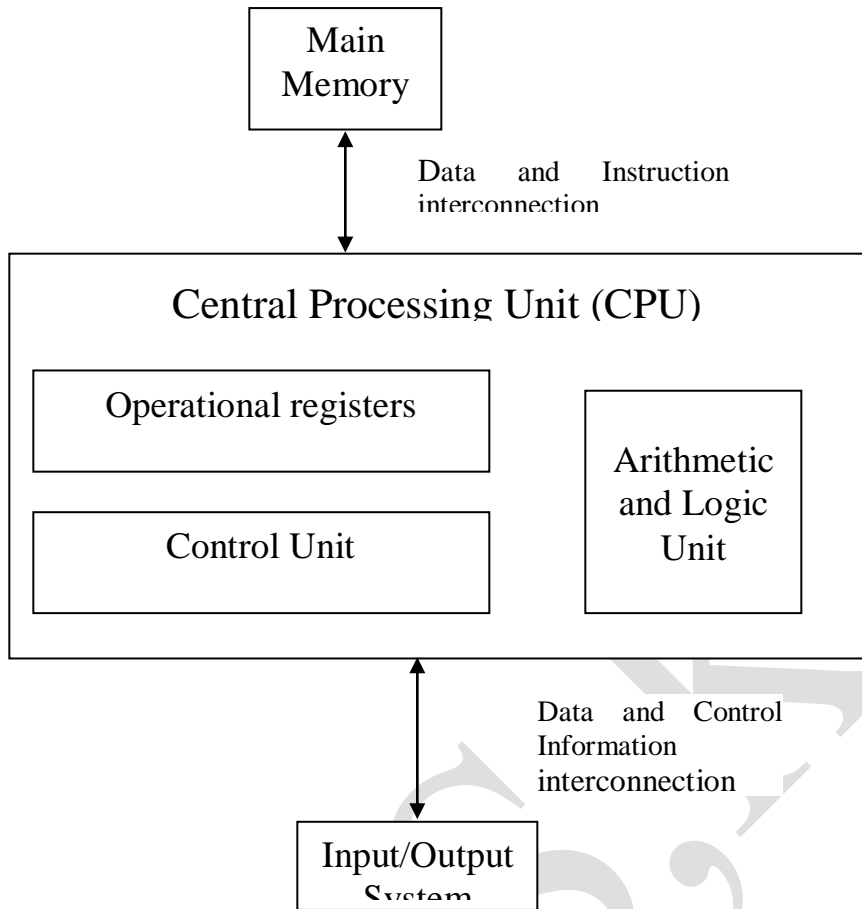 Main
Memory
Data and Instruction
interconnection
Central Processing Unit (CPU)
Operational registers
Arithmetic
and Logic
Unit
Control Unit
Data and Control
Information
interconnection
Input/Output
System